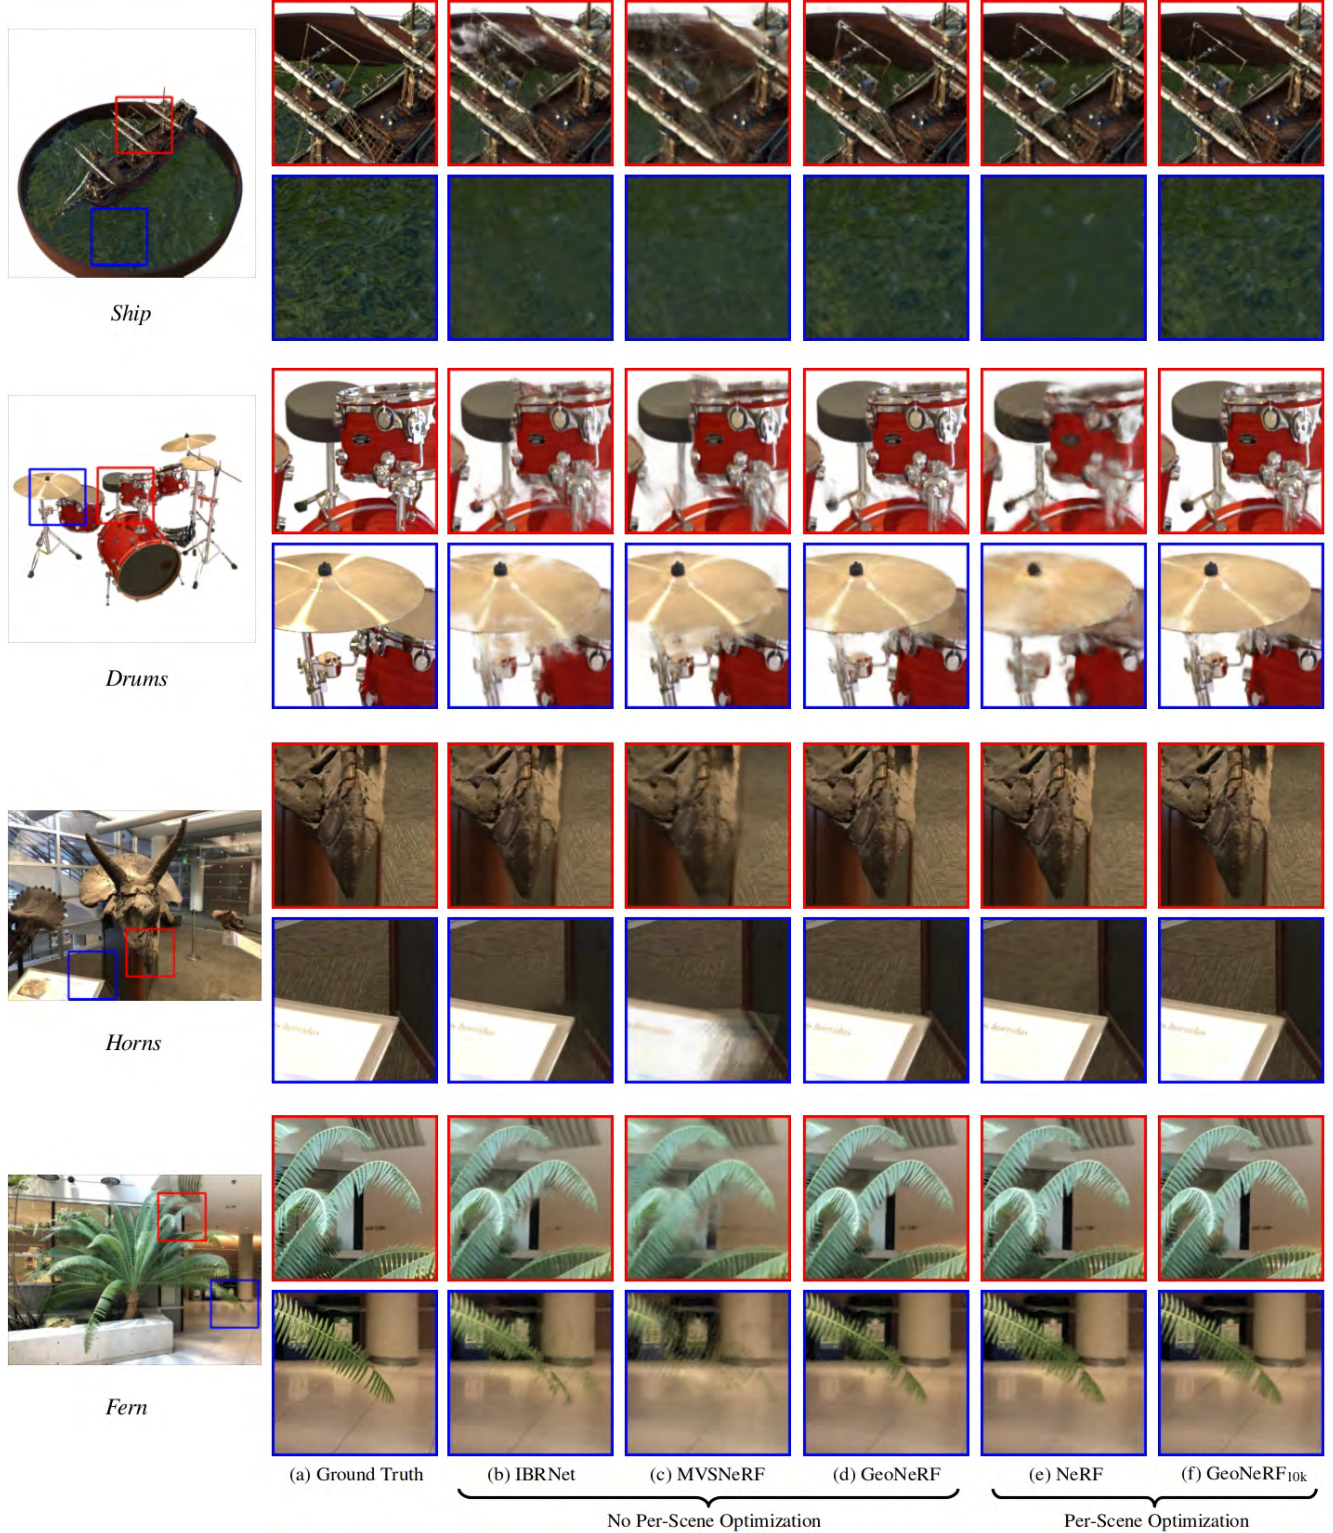 Ship
Drums
Horns
Fern
(a) Ground Truth
(b) IBRNet
(c) MVSNeRF
(d) GeoNeRF
(e) NeRF
(f) GeoNeRF10k
No Per-Scene Optimization
Per-Scene Optimization